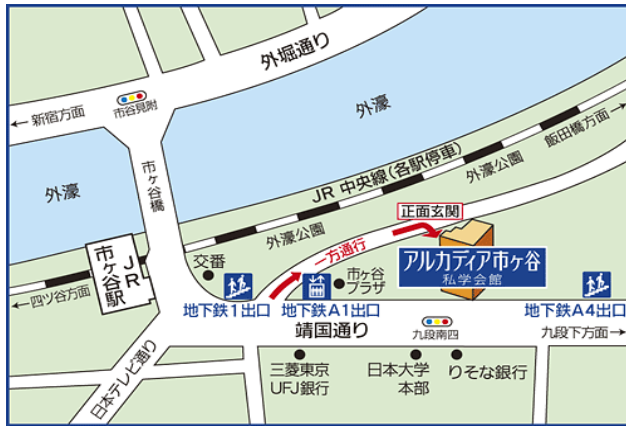 外堀通り
市谷見附
←新宿方面
外濠
市ヶ谷橋
飯田橋方面→
外濠公園
JR 中央線(各駅停車)
外濠
正面玄関
外濠公園
一方通行
アルカディア市ヶ谷
私学会館
JR
市ヶ谷駅
交番
市ヶ谷
プラザ
←四ツ谷方面
地下鉄1出口
地下鉄A1出口
地下鉄A4出口
靖国通り
九段南四
九段下方面→
日本テレビ通り
三菱東京
UFJ銀行
日本大学
本部
りそな銀行